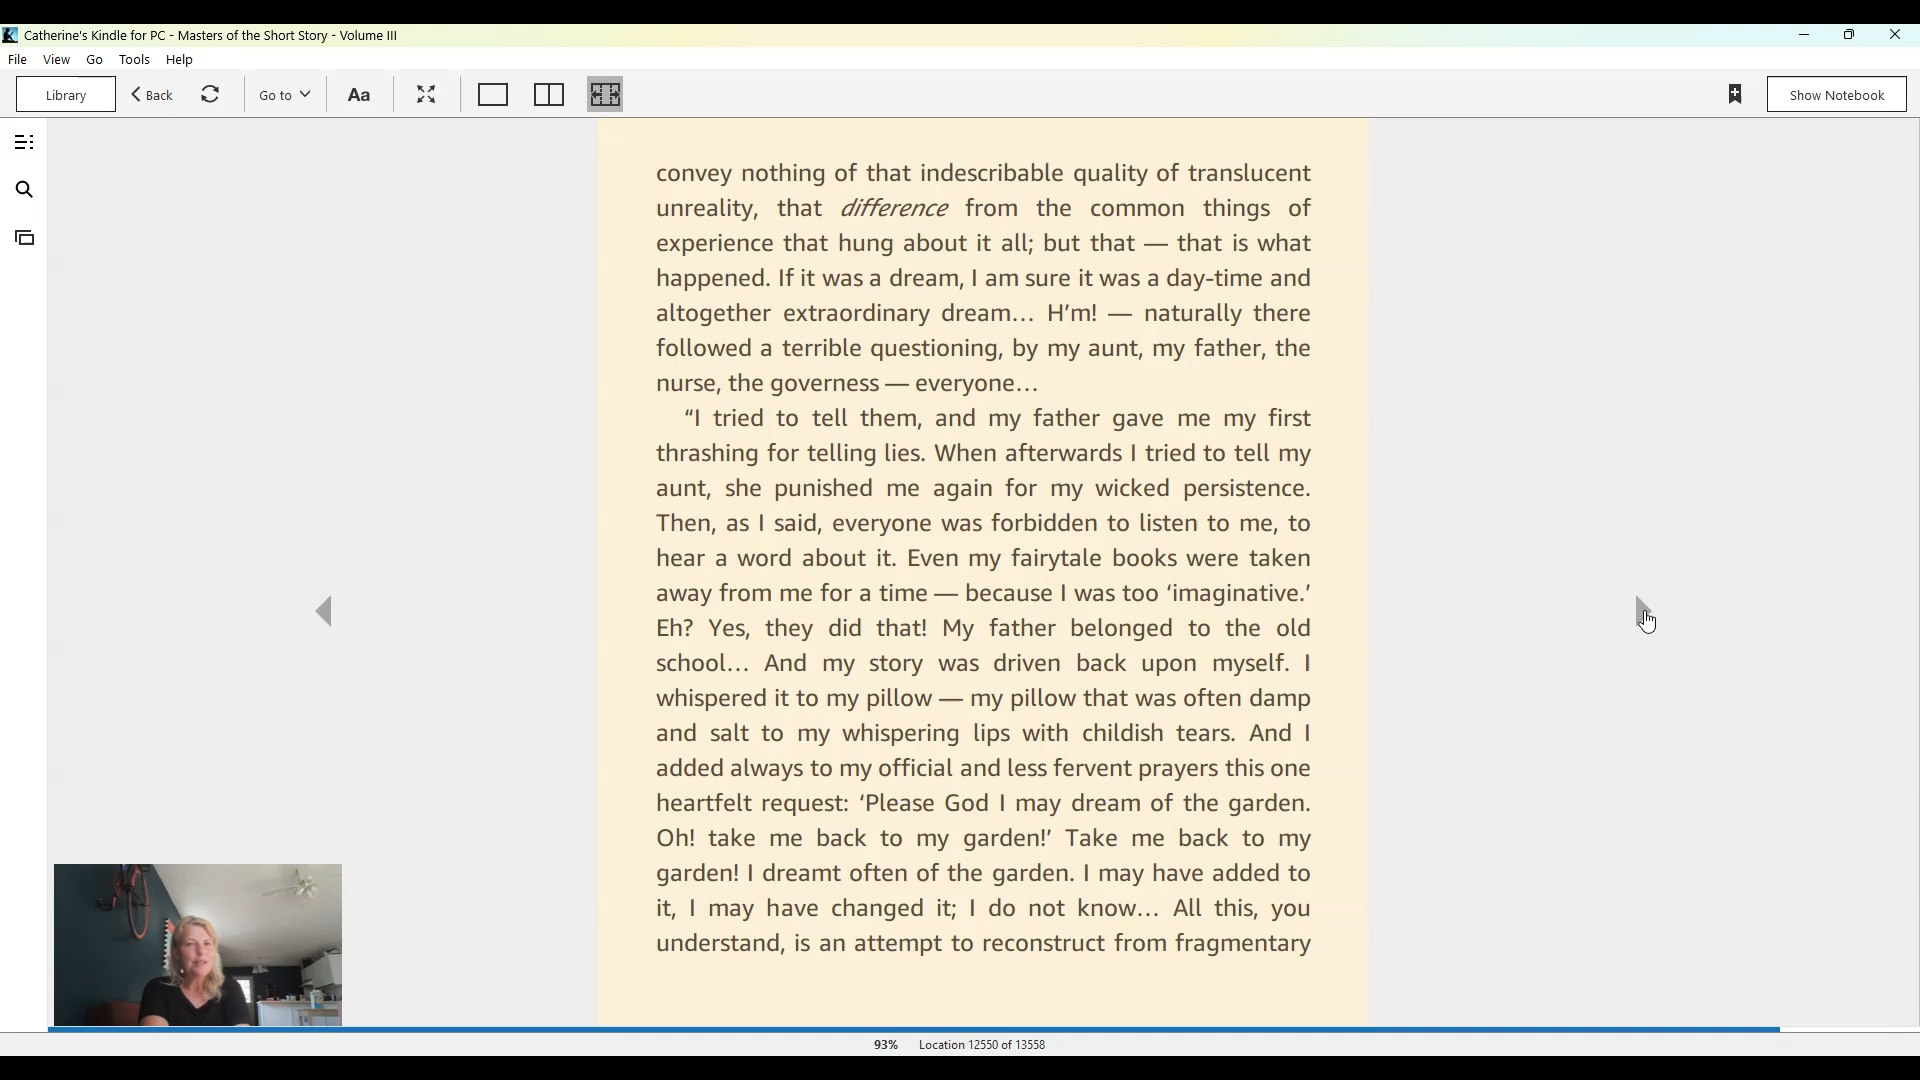 Catherine's Kindle for PC - Masters of the Short Story - Volume III
File View Go Tools Help
Library Back Go to Aa Show Notebook
convey nothing of that indescribable quality of translucent
unreality, that difference from the common things of
experience that hung about it all; but that — that is what
happened. If it was a dream, I am sure it was a day-time and
altogether extraordinary dream… H’m! — naturally there
followed a terrible questioning, by my aunt, my father, the
nurse, the governess — everyone…
“I tried to tell them, and my father gave me my first
thrashing for telling lies. When afterwards I tried to tell my
aunt, she punished me again for my wicked persistence.
Then, as I said, everyone was forbidden to listen to me, to
hear a word about it. Even my fairytale books were taken
away from me for a time — because I was too ‘imaginative.’
Eh? Yes, they did that! My father belonged to the old
school… And my story was driven back upon myself. I
whispered it to my pillow — my pillow that was often damp
and salt to my whispering lips with childish tears. And I
added always to my official and less fervent prayers this one
heartfelt request: ‘Please God I may dream of the garden.
Oh! take me back to my garden!’ Take me back to my
garden! I dreamt often of the garden. I may have added to
it, I may have changed it; I do not know… All this, you
understand, is an attempt to reconstruct from fragmentary
93% Location 12550 of 13558